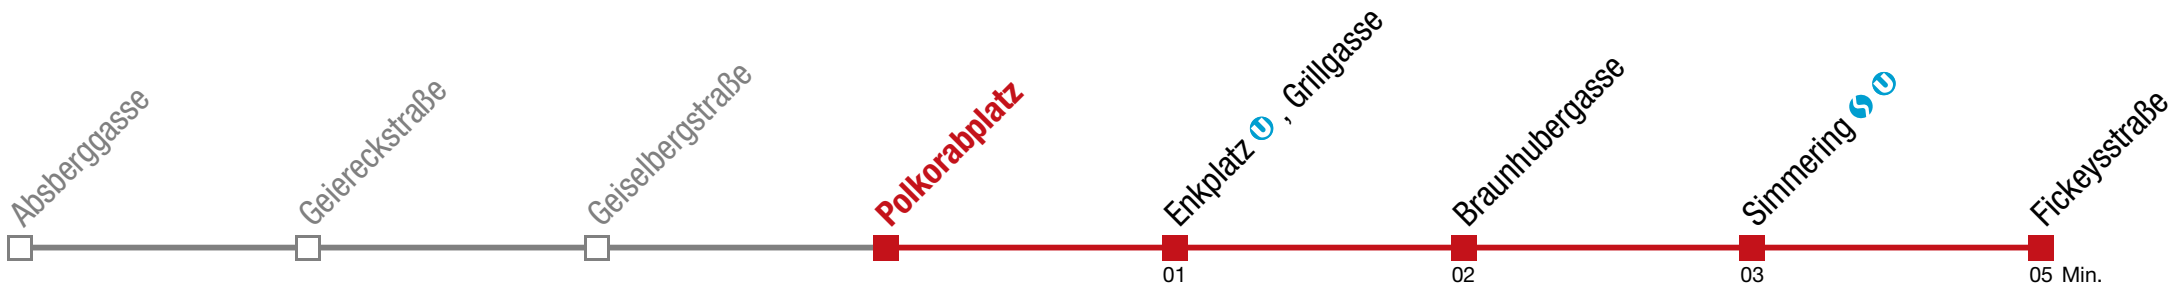 Absberggasse
Geiereckstraße
Geiselbergstraße
Polkorabplatz
Enkplatz U , Grillgasse
Braunhubergasse
Simmering S U
Fickeysstraße
01
02
03
05 Min.